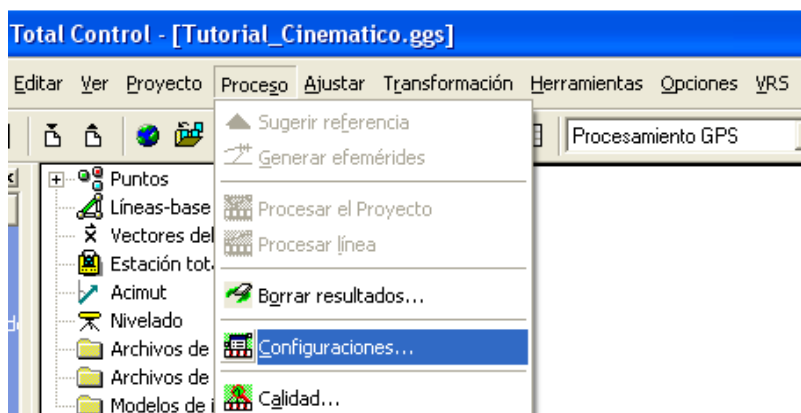 Total Control - [Tutorial_Cinematico.ggs]
Editar Ver Proyecto Proceso Ajustar Transformación Herramientas Opciones VRS
Procesamiento GPS
Puntos
Líneas-base
Vectores del
Estación tot
Acimut
Nivelado
Archivos de
Archivos de
Modelos de i
Sugerir referencia
Generar efemérides
Procesar el Proyecto
Procesar línea
Borrar resultados...
Configuraciones...
Calidad...